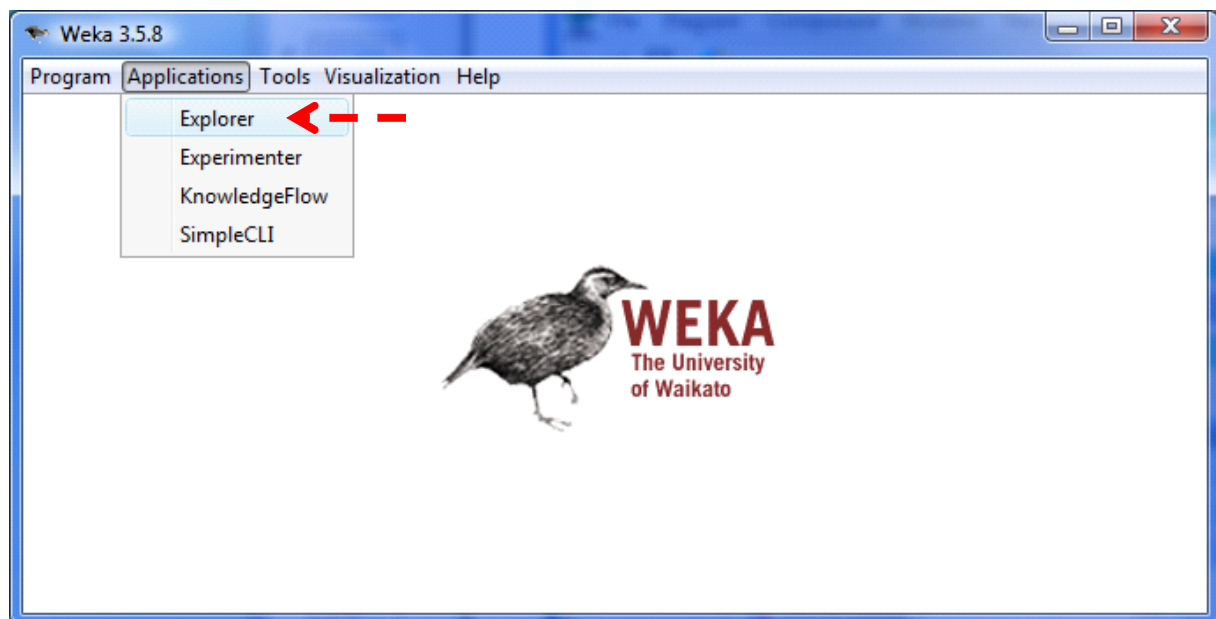 Weka 3.5.8
Program Applications Tools Visualization Help
Explorer
Experimenter
KnowledgeFlow
SimpleCLI
WEKA
The University
of Waikato